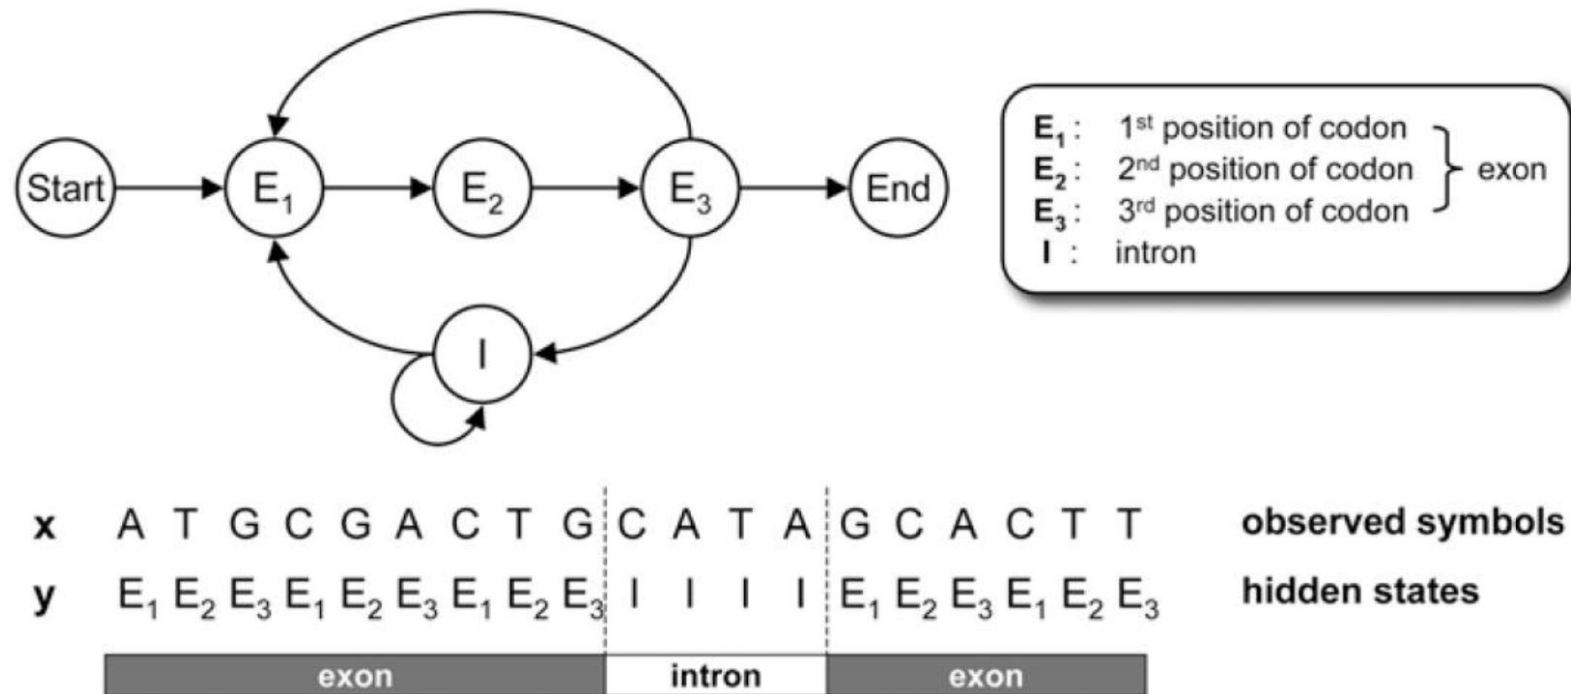 Start E₁ E₂ E₃ End
I
E₁ : 1st position of codon
E₂ : 2nd position of codon
E₃ : 3rd position of codon
exon
I : intron
x A T G C G A C T G C A T A G C A C T T observed symbols
y E₁ E₂ E₃ E₁ E₂ E₃ E₁ E₂ E₃ I I I I E₁ E₂ E₃ E₁ E₂ E₃ hidden states
exon intron exon